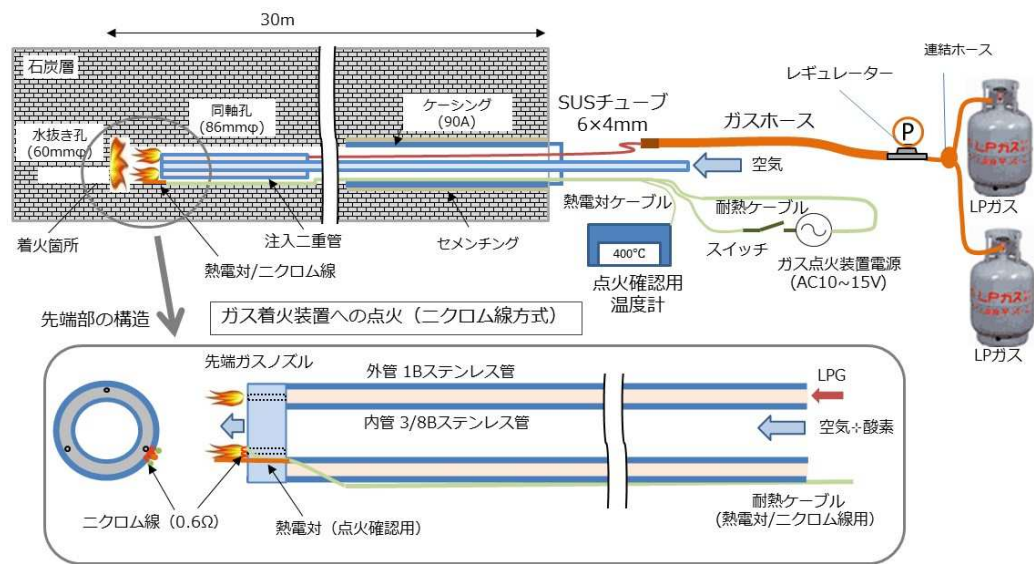 30m
石炭層
同軸孔
(86mmφ)
ケーシング
(90A)
水抜き孔
(60mmφ)
SUSチューブ
6×4mm
ガスホース
レギュレーター
連結ホース
P
LPガス
LPガス
空気
熱電対ケーブル
耐熱ケーブル
スイッチ
ガス点火装置電源
(AC10~15V)
400℃
点火確認用
温度計
着火箇所
熱電対/ニクロム線
注入二重管
セメンチング
LPガス
LPガス
先端部の構造
ガス着火装置への点火（ニクロム線方式）
先端ガスノズル
外管 1Bステンレス管
内管 3/8Bステンレス管
LPG
空気+酸素
ニクロム線（0.6Ω）
熱電対（点火確認用）
耐熱ケーブル
(熱電対/ニクロム線用)